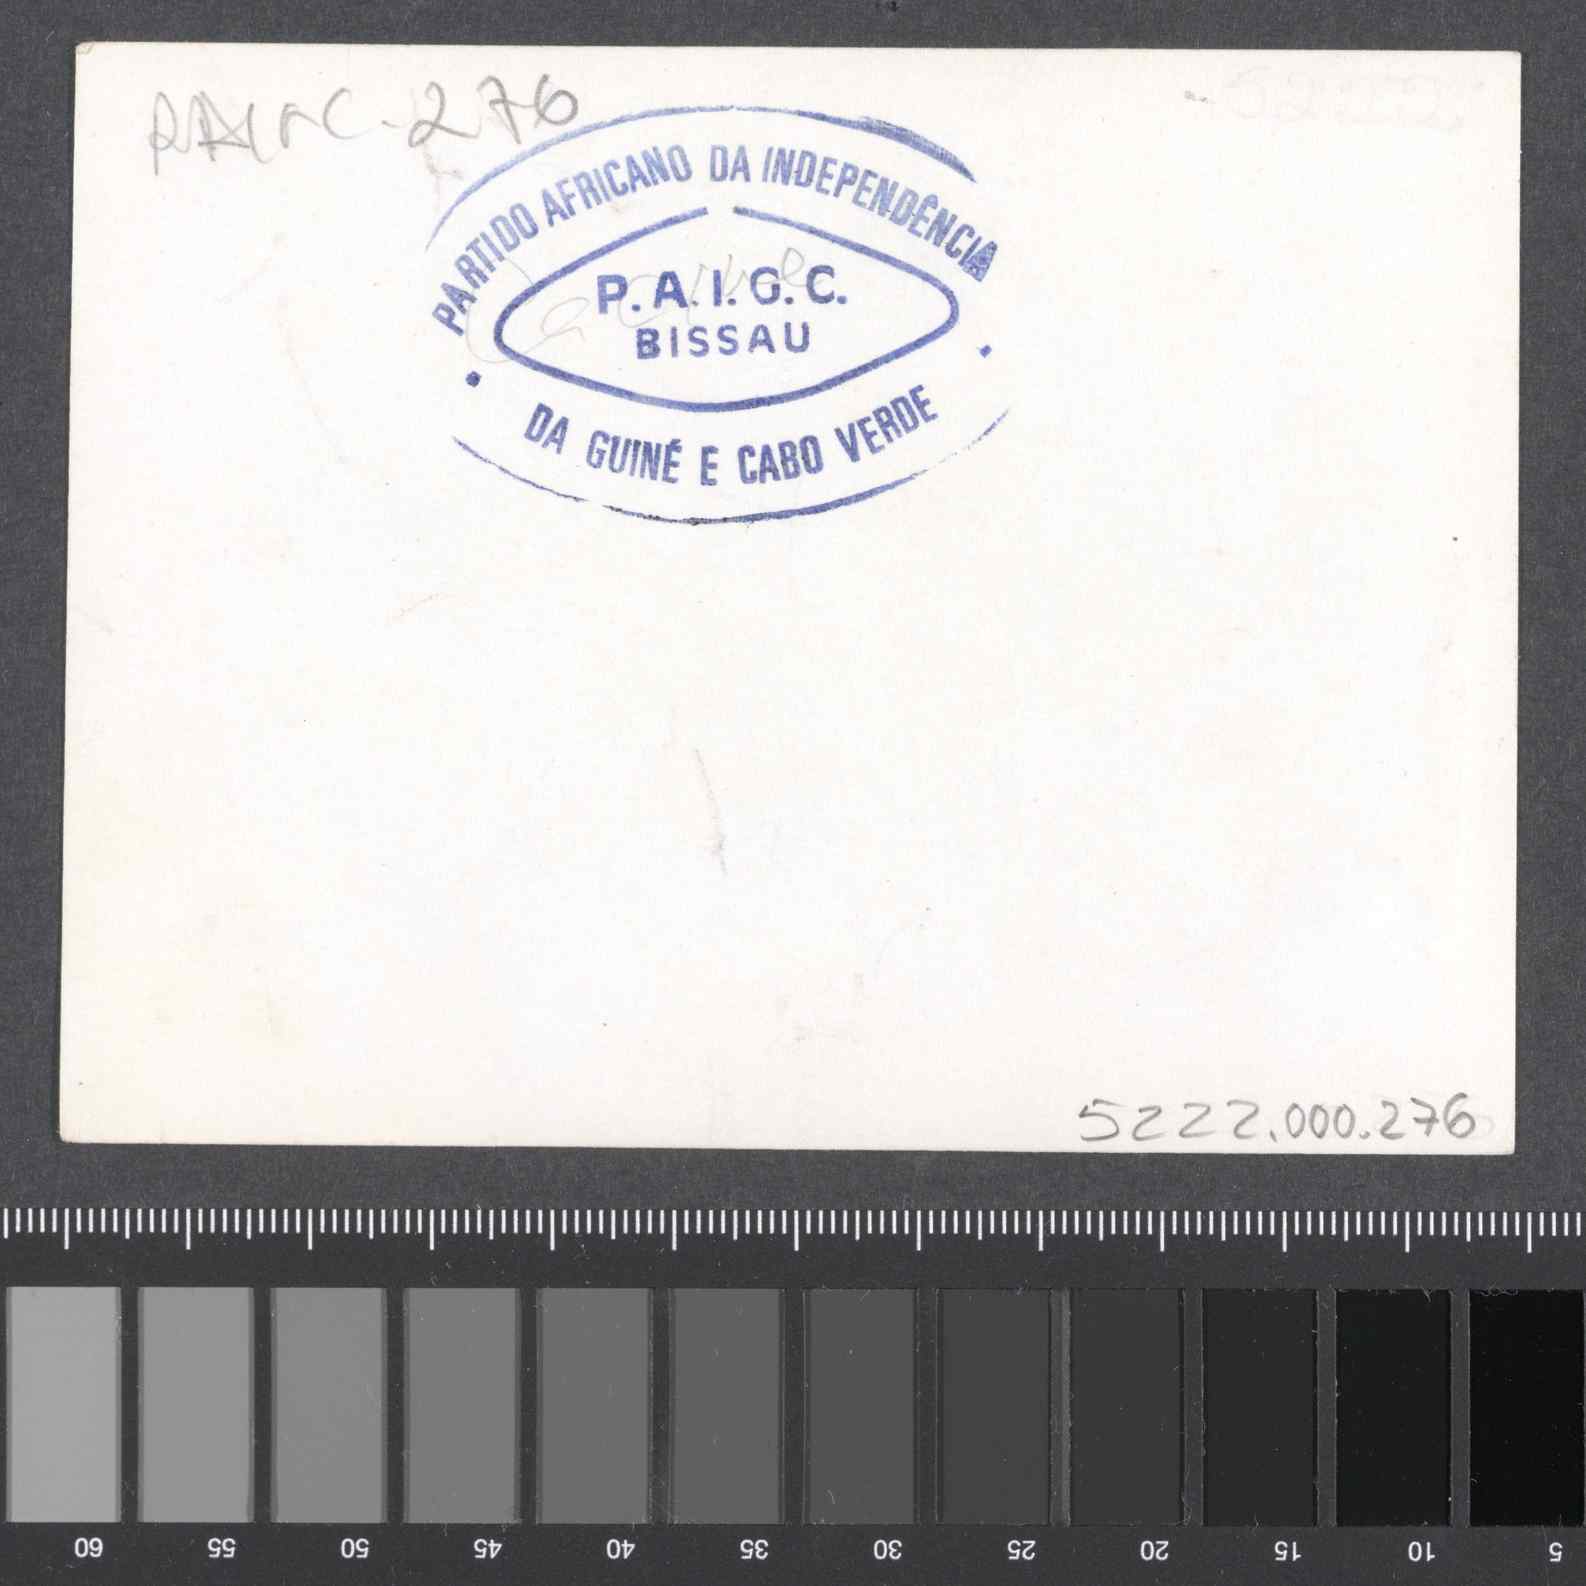 PAIGC-276
PARTIDO AFRICANO DA INDEPENDÊNCIA
P.A.I.G.C.
BISSAU
DA GUINÉ E CABO VERDE
5222.000.276
60 55 50 45 40 35 30 25 20 15 10 5